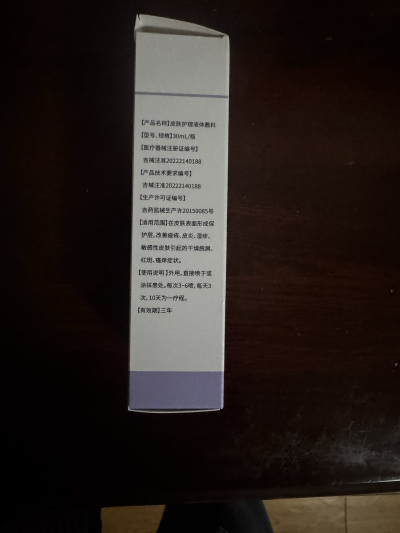 【产品名称】皮肤护理液体敷料
【型号、规格】30mL/瓶
【医疗器械注册证编号】
吉械注准20222140188
【产品技术要求编号】
吉械注准20222140188
【生产许可证编号】
吉药监械生产许20150085号
【适用范围】在皮肤表面形成保
护层，改善痤疮、皮炎、湿疹、
敏感性皮肤引起的干燥脱屑、
红斑、瘙痒症状。
【使用说明】外用，直接喷于或
涂抹患处，每次3-6喷，每天3
次，10天为一疗程。
【有效期】三年